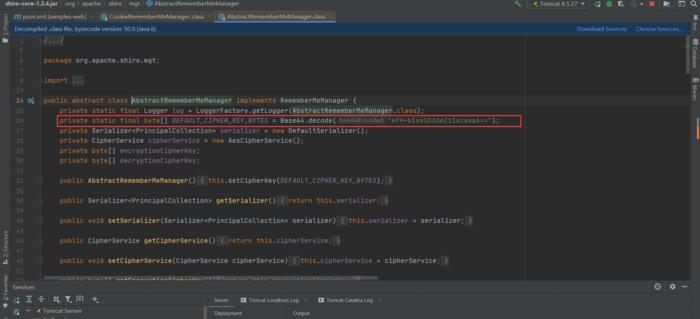 shiro-core-1.2.4.jar org apache shiro mgt AbstractRememberMeManager
Tomcat 8.5.27
pom.xml (samples-web) CookieRememberMeManager.class AbstractRememberMeManager.class
Decompiled .class file, bytecode version: 50.0 (Java 6) Download Sources Choose Sources...
1 /.../
package org.apache.shiro.mgt;
import ...
24 public abstract class AbstractRememberMeManager implements RememberMeManager {
25 private static final Logger log = LoggerFactory.getLogger(AbstractRememberMeManager.class);
26 private static final byte[] DEFAULT_CIPHER_KEY_BYTES = Base64.decode( base64Encoded: "kPH+bIxk5D2deZiIxcaaaA==");
27 private Serializer<PrincipalCollection> serializer = new DefaultSerializer();
28 private CipherService cipherService = new AesCipherService();
29 private byte[] encryptionCipherKey;
30 private byte[] decryptionCipherKey;
public AbstractRememberMeManager() { this.setCipherKey(DEFAULT_CIPHER_KEY_BYTES); }
public Serializer<PrincipalCollection> getSerializer() { return this.serializer; }
public void setSerializer(Serializer<PrincipalCollection> serializer) { this.serializer = serializer; }
public CipherService getCipherService() { return this.cipherService; }
public void setCipherService(CipherService cipherService) { this.cipherService = cipherService; }
Services
Server Tomcat Localhost Log Tomcat Catalina Log
Tomcat Server Deployment Output